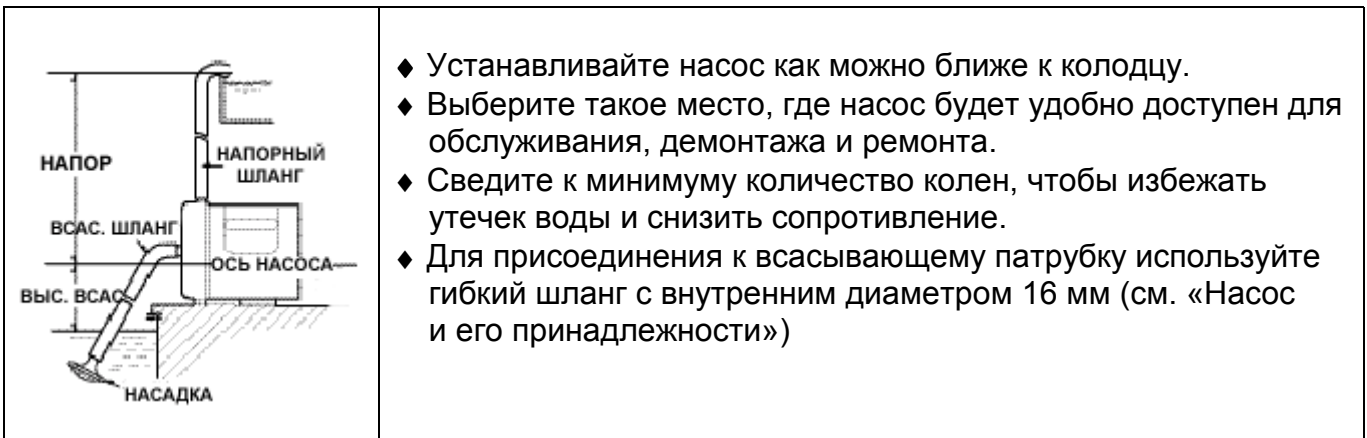 НАПОР
НАПОРНЫЙ
ШЛАНГ
ВСАС. ШЛАНГ
ОСЬ НАСОСА
ВЫС. ВСАС
НАСАДКА
♦ Устанавливайте насос как можно ближе к колодцу.
♦ Выберите такое место, где насос будет удобно доступен для
обслуживания, демонтажа и ремонта.
♦ Сведите к минимуму количество колен, чтобы избежать
утечек воды и снизить сопротивление.
♦ Для присоединения к всасывающему патрубку используйте
гибкий шланг с внутренним диаметром 16 мм (см. «Насос
и его принадлежности»)